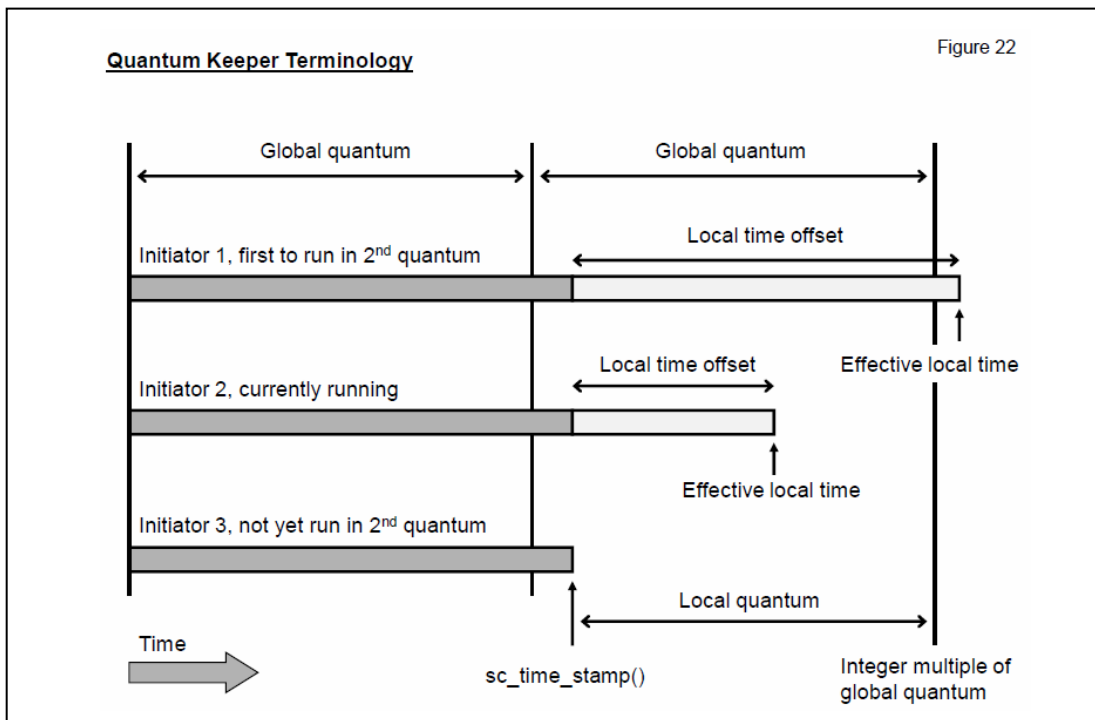 Quantum Keeper Terminology
Figure 22
Global quantum
Global quantum
Local time offset
Initiator 1, first to run in 2nd quantum
Effective local time
Local time offset
Initiator 2, currently running
Effective local time
Initiator 3, not yet run in 2nd quantum
Local quantum
Time
sc_time_stamp()
Integer multiple of
global quantum